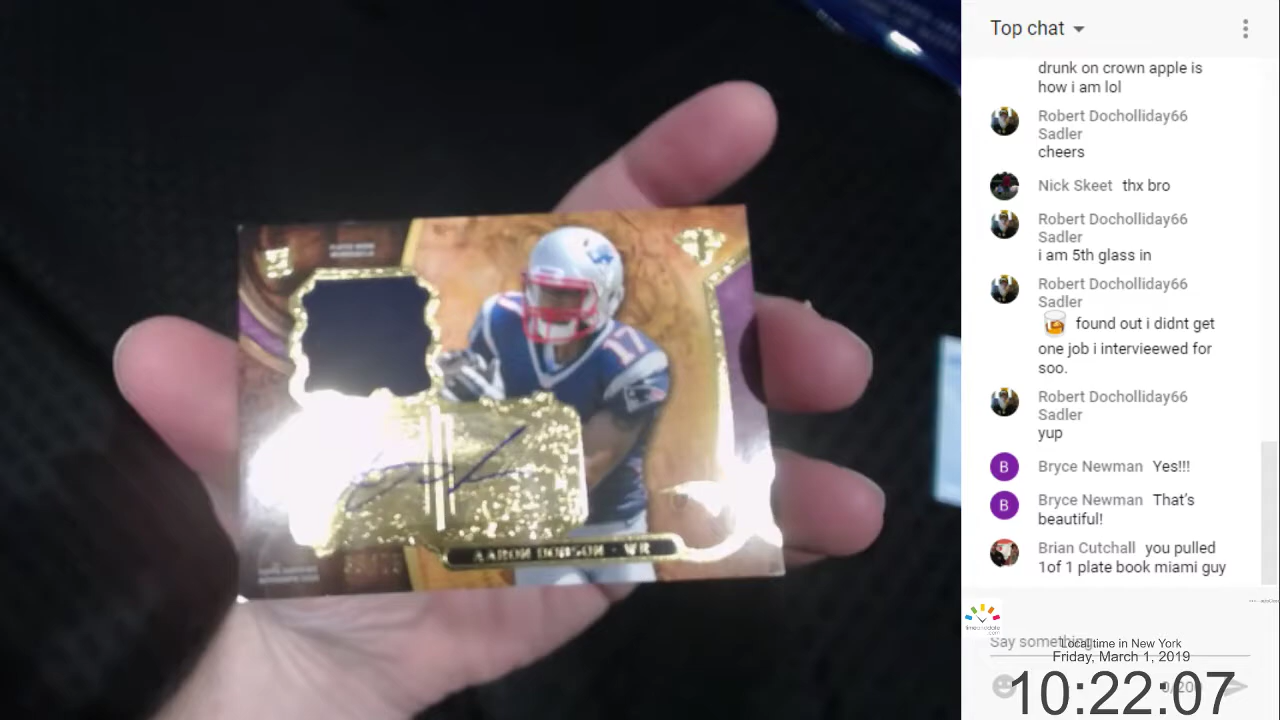 AARON DOBSON - WR
17
Top chat
drunk on crown apple is
how i am lol
Robert Docholliday66
Sadler
cheers
Nick Skeet thx bro
Robert Docholliday66
Sadler
i am 5th glass in
Robert Docholliday66
Sadler
found out i didnt get
one job i intervieewed for
soo.
Robert Docholliday66
Sadler
yup
B Bryce Newman Yes!!!
B Bryce Newman That's
beautiful!
Brian Cutchall you pulled
1of 1 plate book miami guy
Say something...
Local time in New York
Friday, March 1, 2019
10:22:07